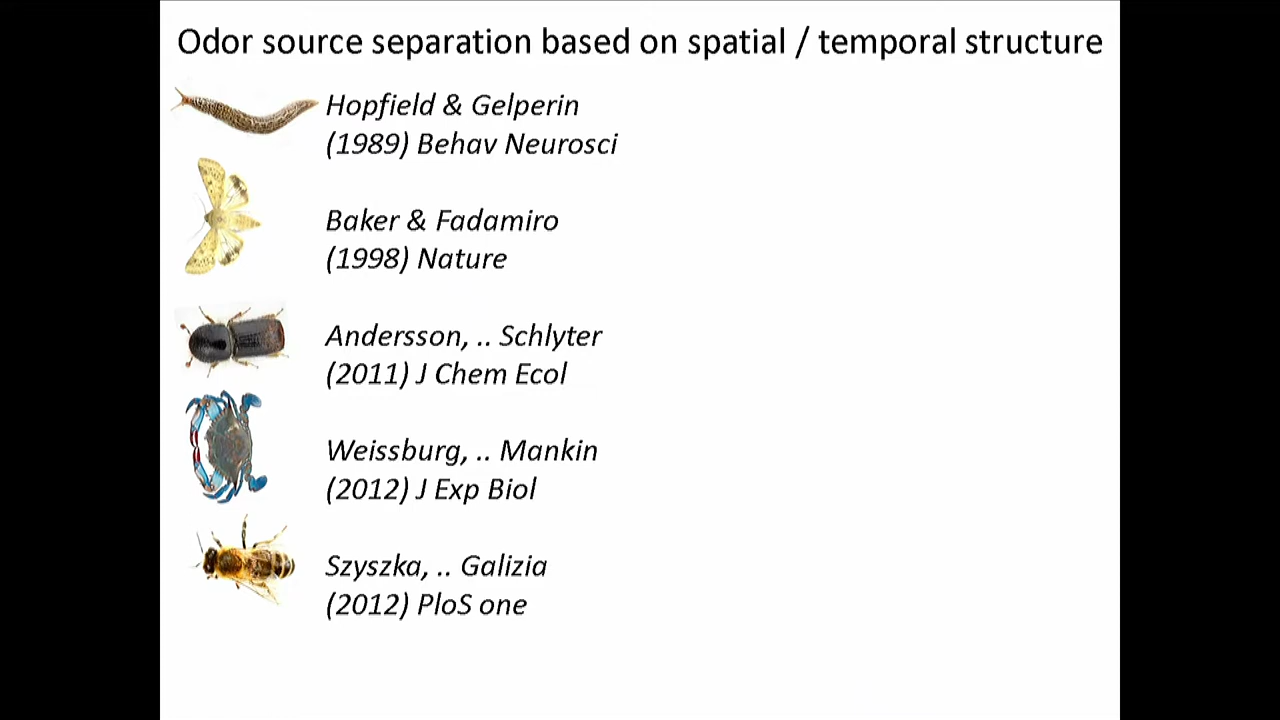 Odor source separation based on spatial / temporal structure
Hopfield & Gelperin
(1989) Behav Neurosci
Baker & Fadamiro
(1998) Nature
Andersson, .. Schlyter
(2011) J Chem Ecol
Weissburg, .. Mankin
(2012) J Exp Biol
Szyszka, .. Galizia
(2012) PloS one